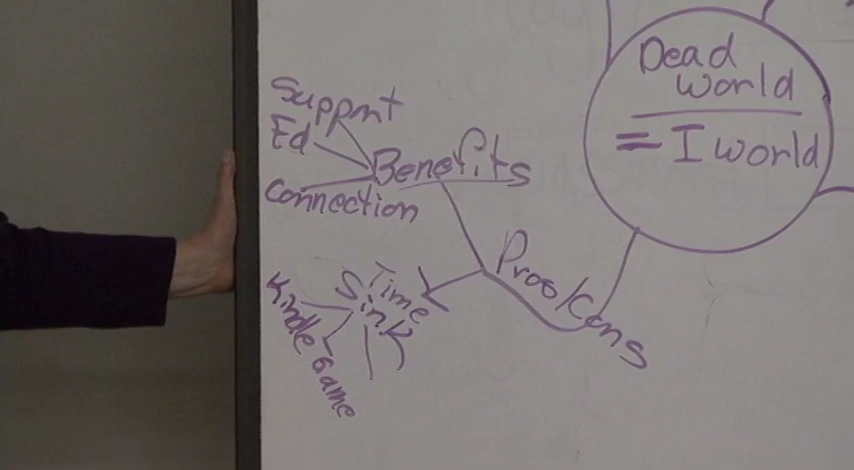 Dead
world
= I world
Support
Ed
Benefits
Connection
Pros/Cons
Time
Sink
Kindle
Game